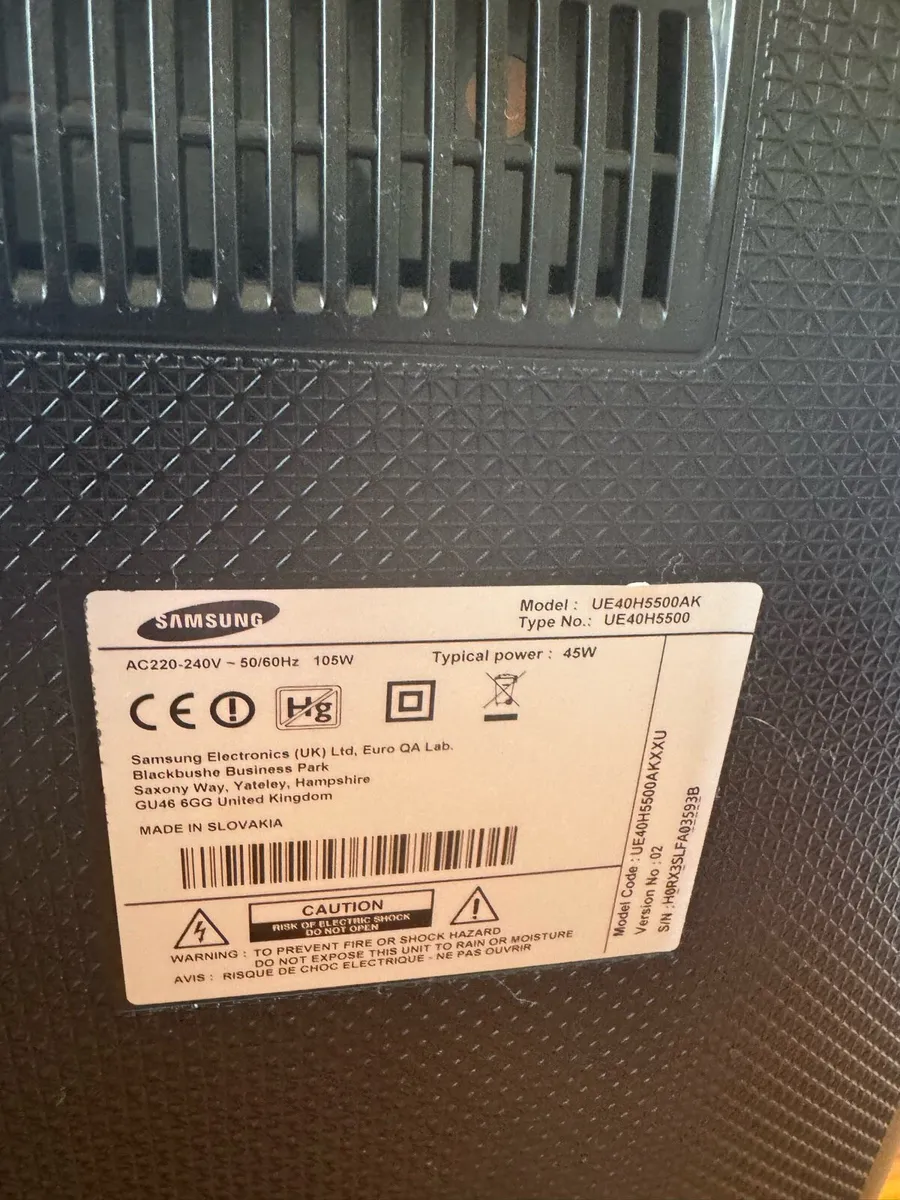 SAMSUNG
Model : UE40H5500AK
Type No.: UE40H5500
AC220-240V ~ 50/60Hz 105W
Typical power : 45W
CE
Hg
Samsung Electronics (UK) Ltd, Euro QA Lab.
Blackbushe Business Park
Saxony Way, Yateley, Hampshire
GU46 6GG United Kingdom
MADE IN SLOVAKIA
CAUTION
RISK OF ELECTRIC SHOCK
DO NOT OPEN
WARNING : TO PREVENT FIRE OR SHOCK HAZARD
DO NOT EXPOSE THIS UNIT TO RAIN OR MOISTURE
AVIS : RISQUE DE CHOC ELECTRIQUE - NE PAS OUVRIR
Model Code : UE40H5500AKXXU
Version No : 02
S/N : H0RX3SLFA03593B